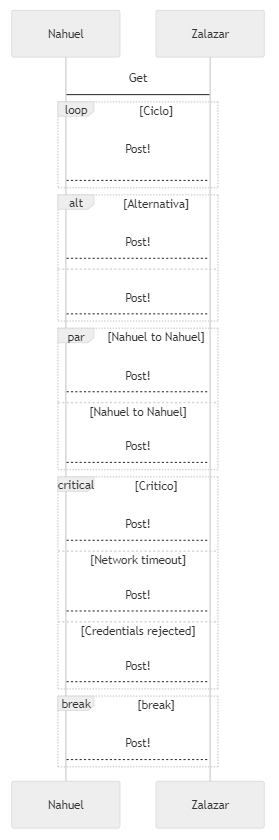 Nahuel Zalazar
Get
loop [Ciclo]
Post!
alt [Alternativa]
Post!
Post!
par [Nahuel to Nahuel]
Post!
[Nahuel to Nahuel]
Post!
critical [Critico]
Post!
[Network timeout]
Post!
[Credentials rejected]
Post!
break [break]
Post!
Nahuel Zalazar